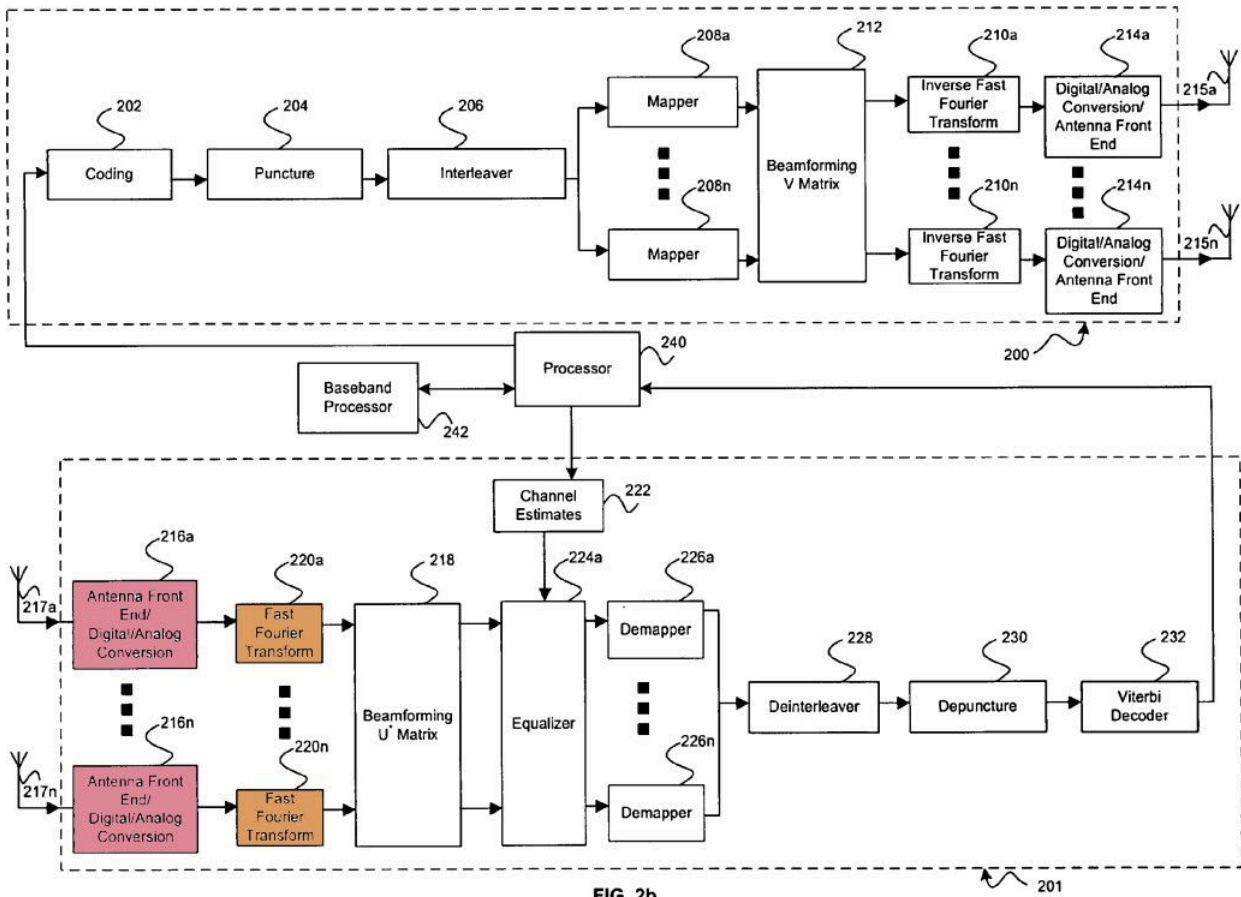 208a
212
210a
214a
202
204
206
Mapper
Inverse Fast
Fourier
Transform
Digital/Analog
Conversion/
Antenna Front
End
215a
Coding
Puncture
Interleaver
Beamforming
V Matrix
208n
210n
214n
Mapper
Inverse Fast
Fourier
Transform
Digital/Analog
Conversion/
Antenna Front
End
215n
240
Processor
200
Baseband
Processor
242
222
Channel
Estimates
216a
220a
218
224a
226a
217a
Antenna Front
End/
Digital/Analog
Conversion
Fast
Fourier
Transform
Demapper
228
230
232
Beamforming
U* Matrix
Equalizer
Deinterleaver
Depuncture
Viterbi
Decoder
216n
220n
226n
217n
Antenna Front
End/
Digital/Analog
Conversion
Fast
Fourier
Transform
Demapper
201
FIG. 2b